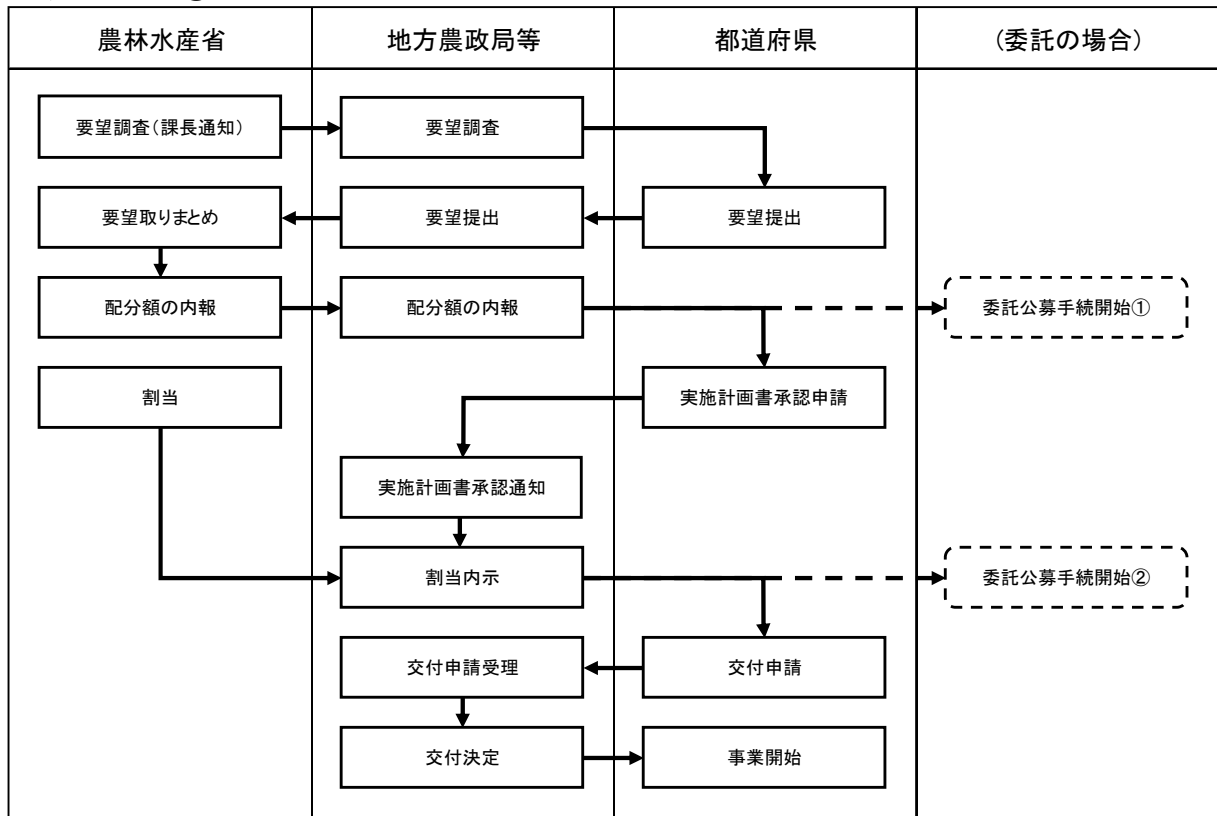 農林水産省
地方農政局等
都道府県
(委託の場合)
要望調査(課長通知)
要望調査
要望取りまとめ
要望提出
要望提出
配分額の内報
配分額の内報
委託公募手続開始①
割当
実施計画書承認申請
実施計画書承認通知
割当内示
委託公募手続開始②
交付申請受理
交付申請
交付決定
事業開始